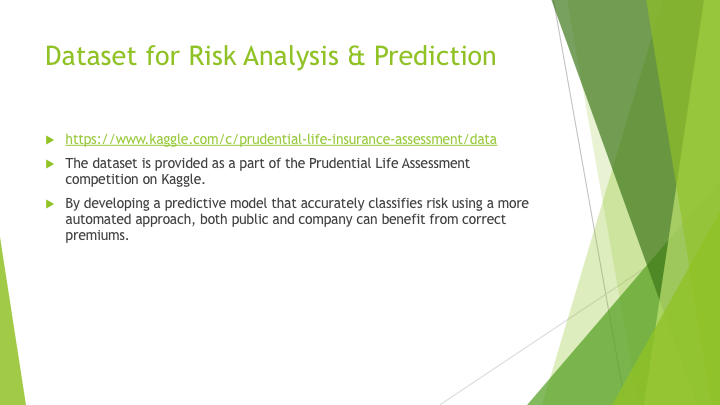 Dataset for Risk Analysis & Prediction
https://www.kaggle.com/c/prudential-life-insurance-assessment/data
The dataset is provided as a part of the Prudential Life Assessment
competition on Kaggle.
By developing a predictive model that accurately classifies risk using a more
automated approach, both public and company can benefit from correct
premiums.